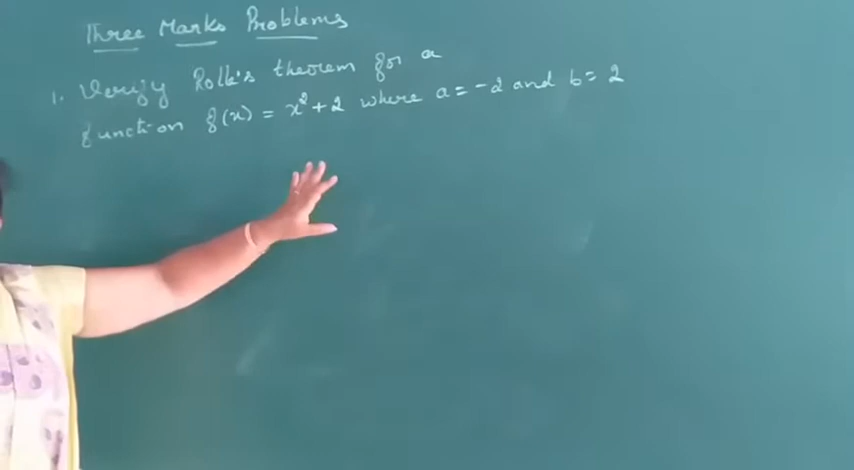 Three Marks Problems
1. Verify Rolle's theorem for a
function f(x) = x² + 2 where a = -2 and b = 2